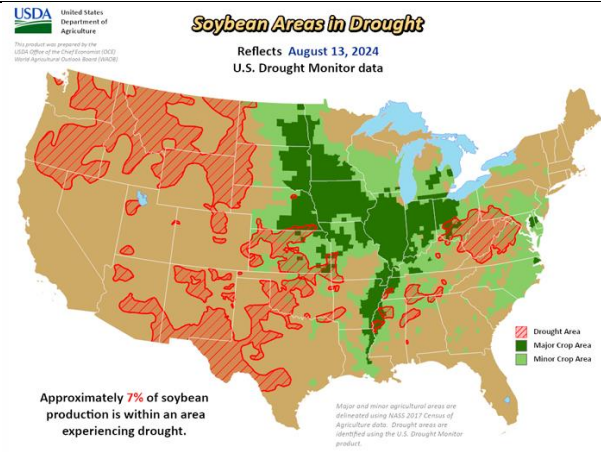 USDA
United States
Department of
Agriculture
This product was prepared by the
USDA Office of the Chief Economist (OCE)
World Agricultural Outlook Board (WAOB)
Soybean Areas in Drought
Reflects August 13, 2024
U.S. Drought Monitor data
Drought Area
Major Crop Area
Minor Crop Area
Approximately 7% of soybean
production is within an area
experiencing drought.
Major and minor agricultural areas are
delineated using NASS 2017 Census of
Agriculture data. Drought areas are
identified using the U.S. Drought Monitor
product.